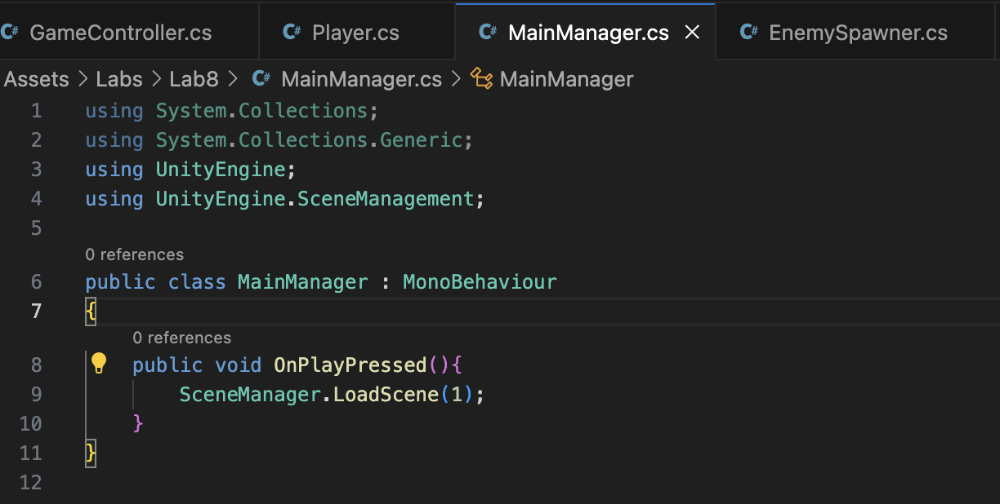 C# GameController.cs C# Player.cs C# MainManager.cs × C# EnemySpawner.cs
Assets > Labs > Lab8 > C# MainManager.cs > MainManager
1 using System.Collections;
2 using System.Collections.Generic;
3 using UnityEngine;
4 using UnityEngine.SceneManagement;
5
0 references
6 public class MainManager : MonoBehaviour
7 {
0 references
8 public void OnPlayPressed(){
9 SceneManager.LoadScene(1);
10 }
11 }
12